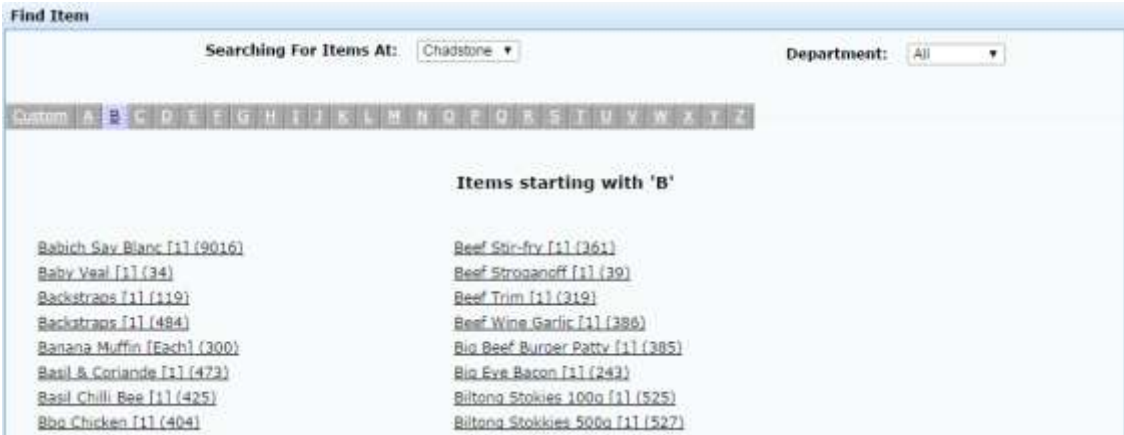 Find Item
Searching For Items At: Chadstone Department: All
Custom A B C D E F G H I J K L M N O P Q R S T U V W X Y Z
Items starting with 'B'
Babich Sav Blanc [1] (9016)
Baby Veal [1] (34)
Backstraps [1] (119)
Backstraps [1] (484)
Banana Muffin [Each] (300)
Basil & Coriande [1] (473)
Basil Chilli Bee [1] (425)
Bbq Chicken [1] (404)
Beef Stir-fry [1] (361)
Beef Stroganoff [1] (39)
Beef Trim [1] (319)
Beef Wine Garlic [1] (386)
Big Beef Burger Patty [1] (385)
Big Eye Bacon [1] (243)
Biltong Stokies 100g [1] (525)
Biltong Stokkies 500g [1] (527)